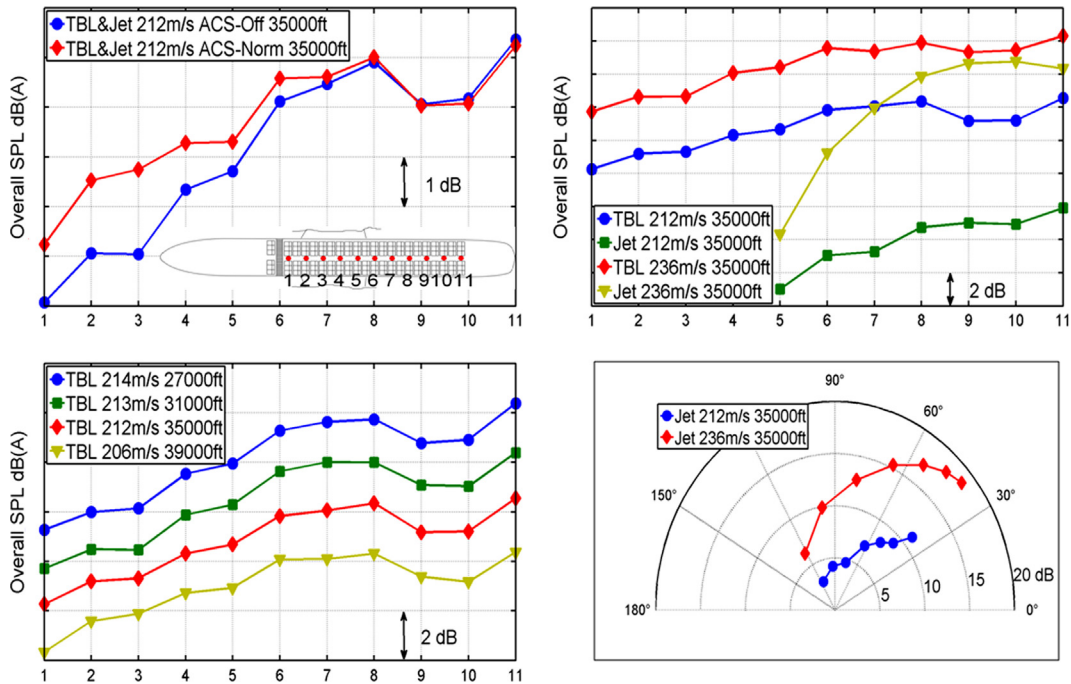 TBL&Jet 212m/s ACS-Off 35000ft
TBL&Jet 212m/s ACS-Norm 35000ft
Overall SPL dB(A)
1 dB
1 2 3 4 5 6 7 8 9 10 11
1 2 3 4 5 6 7 8 9 10 11
Overall SPL dB(A)
TBL 212m/s 35000ft
Jet 212m/s 35000ft
TBL 236m/s 35000ft
Jet 236m/s 35000ft
2 dB
1 2 3 4 5 6 7 8 9 10 11
TBL 214m/s 27000ft
TBL 213m/s 31000ft
TBL 212m/s 35000ft
TBL 206m/s 39000ft
Overall SPL dB(A)
2 dB
1 2 3 4 5 6 7 8 9 10 11
90°
Jet 212m/s 35000ft
Jet 236m/s 35000ft
60°
150°
30°
5 10 15 20 dB
180°
0°